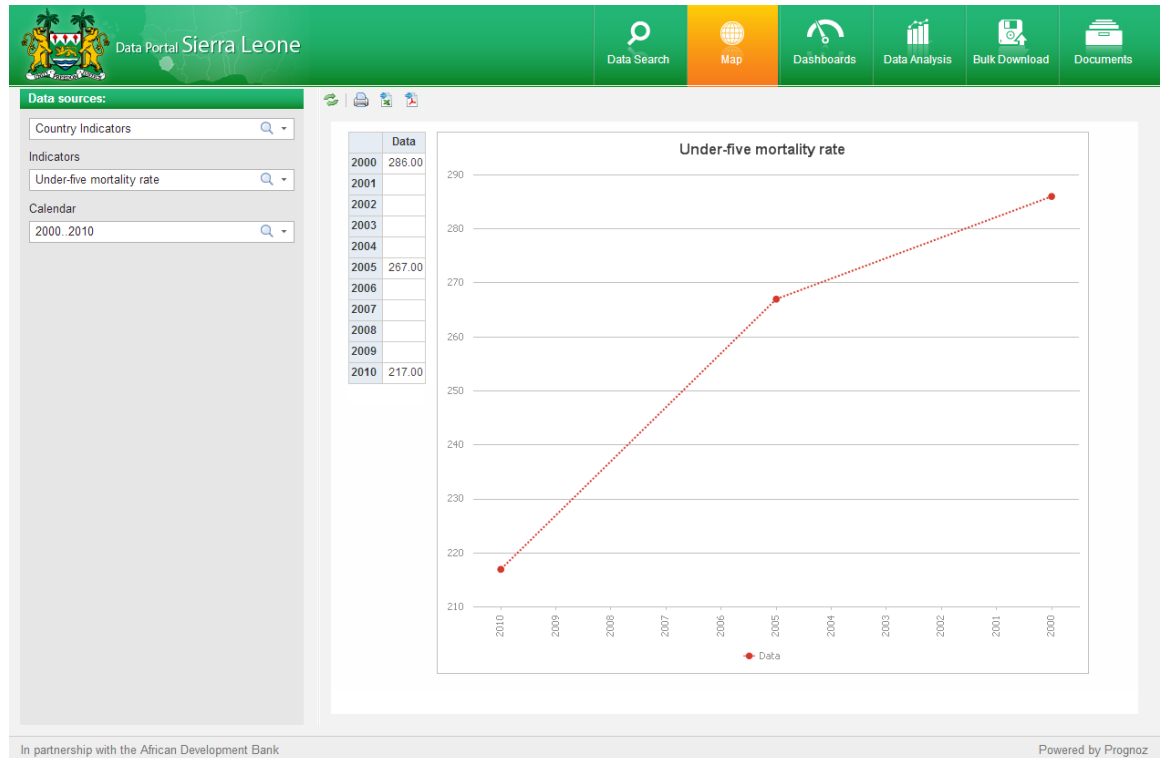 Data Portal Sierra Leone
Data Search
Map
Dashboards
Data Analysis
Bulk Download
Documents
Data sources:
Country Indicators
Indicators
Under-five mortality rate
Calendar
2000..2010
Data
2000 286.00
2001
2002
2003
2004
2005 267.00
2006
2007
2008
2009
2010 217.00
Under-five mortality rate
290
280
270
260
250
240
230
220
210
2010 2009 2008 2007 2006 2005 2004 2003 2002 2001 2000
Data
In partnership with the African Development Bank
Powered by Prognoz